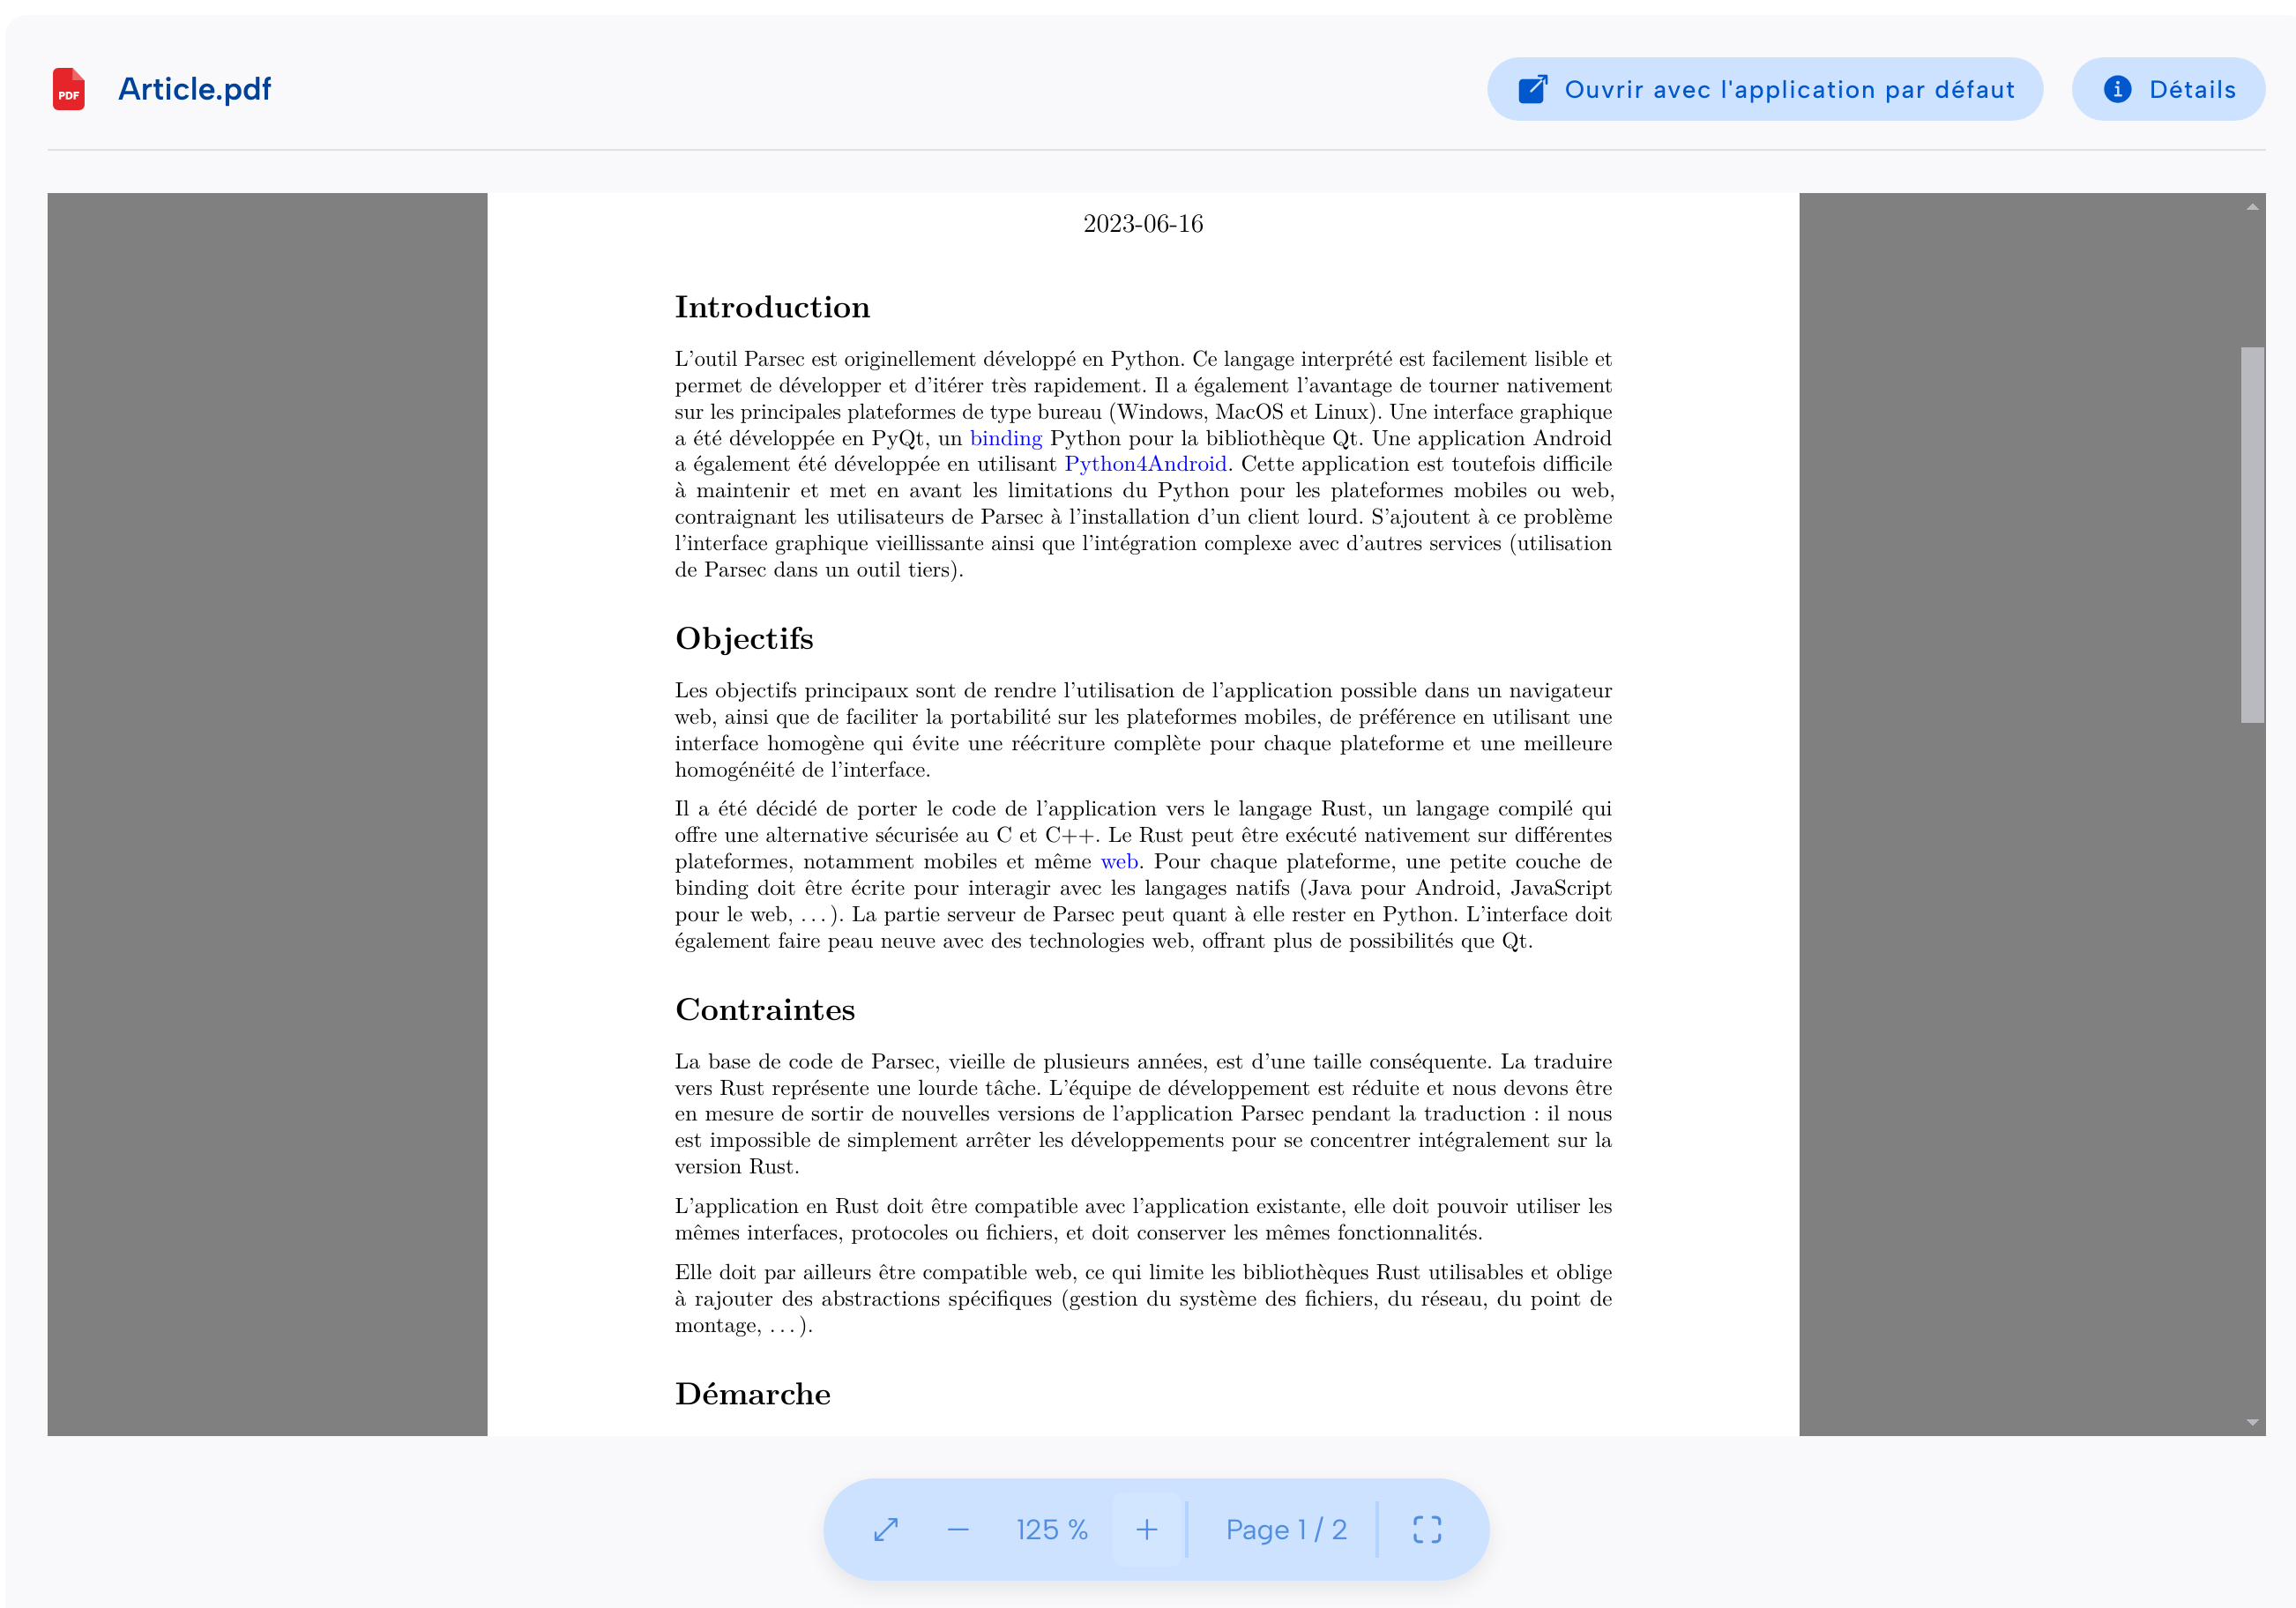 PDF Article.pdf
Ouvrir avec l'application par défaut
Détails
2023-06-16
Introduction
L'outil Parsec est originellement développé en Python. Ce langage interprété est facilement lisible et
permet de développer et d'itérer très rapidement. Il a également l'avantage de tourner nativement
sur les principales plateformes de type bureau (Windows, MacOS et Linux). Une interface graphique
a été développée en PyQt, un binding Python pour la bibliothèque Qt. Une application Android
a également été développée en utilisant Python4Android. Cette application est toutefois difficile
à maintenir et met en avant les limitations du Python pour les plateformes mobiles ou web,
contraignant les utilisateurs de Parsec à l'installation d'un client lourd. S'ajoutent à ce problème
l'interface graphique vieillissante ainsi que l'intégration complexe avec d'autres services (utilisation
de Parsec dans un outil tiers).
Objectifs
Les objectifs principaux sont de rendre l'utilisation de l'application possible dans un navigateur
web, ainsi que de faciliter la portabilité sur les plateformes mobiles, de préférence en utilisant une
interface homogène qui évite une réécriture complète pour chaque plateforme et une meilleure
homogénéité de l'interface.
Il a été décidé de porter le code de l'application vers le langage Rust, un langage compilé qui
offre une alternative sécurisée au C et C++. Le Rust peut être exécuté nativement sur différentes
plateformes, notamment mobiles et même web. Pour chaque plateforme, une petite couche de
binding doit être écrite pour interagir avec les langages natifs (Java pour Android, JavaScript
pour le web, ...). La partie serveur de Parsec peut quant à elle rester en Python. L'interface doit
également faire peau neuve avec des technologies web, offrant plus de possibilités que Qt.
Contraintes
La base de code de Parsec, vieille de plusieurs années, est d'une taille conséquente. La traduire
vers Rust représente une lourde tâche. L'équipe de développement est réduite et nous devons être
en mesure de sortir de nouvelles versions de l'application Parsec pendant la traduction : il nous
est impossible de simplement arrêter les développements pour se concentrer intégralement sur la
version Rust.
L'application en Rust doit être compatible avec l'application existante, elle doit pouvoir utiliser les
mêmes interfaces, protocoles ou fichiers, et doit conserver les mêmes fonctionnalités.
Elle doit par ailleurs être compatible web, ce qui limite les bibliothèques Rust utilisables et oblige
à rajouter des abstractions spécifiques (gestion du système des fichiers, du réseau, du point de
montage, ...).
Démarche
125 %
Page 1 / 2